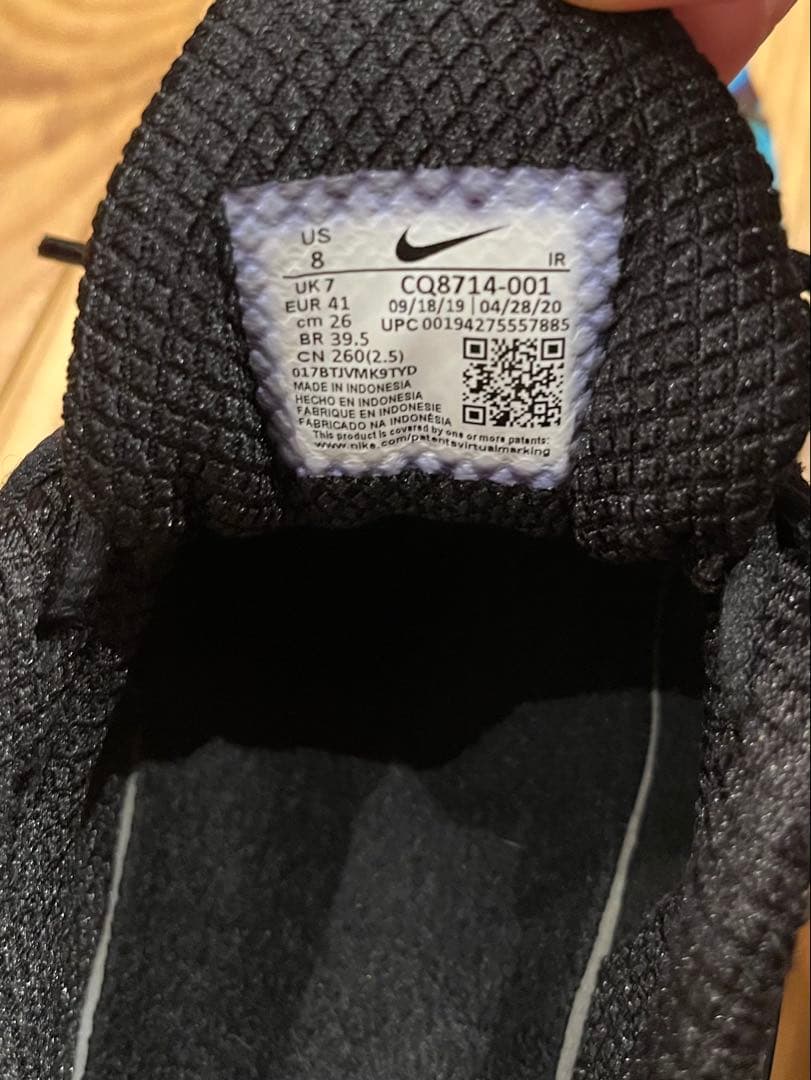 US
8
IR
UK 7
CQ8714-001
EUR 41
09/18/19 | 04/28/20
cm 26
UPC 00194275557885
BR 39.5
CN 260(2.5)
017BTJVMK9TYD
MADE IN INDONESIA
HECHO EN INDONESIA
FABRIQUE EN INDONESIE
FABRICADO NA INDONÉSIA
This product is covered by one or more patents:
www.nike.com/patentsvirtualmarking